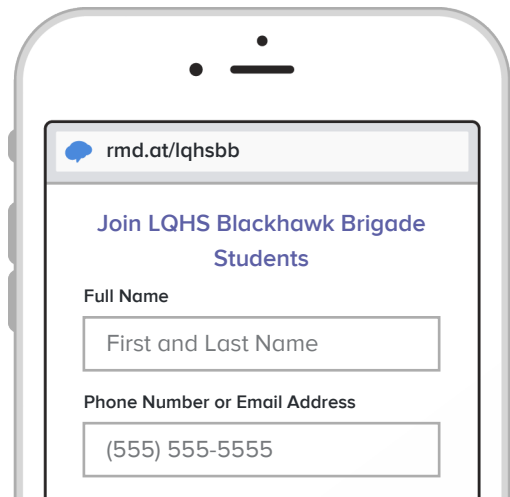 rmd.at/lqhsbb
Join LQHS Blackhawk Brigade
Students
Full Name
First and Last Name
Phone Number or Email Address
(555) 555-5555